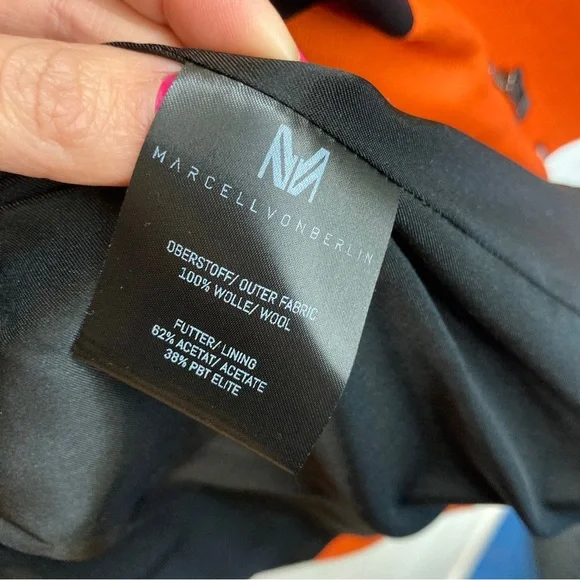 MARCELLVONBERLIN
OBERSTOFF/ OUTER FABRIC
100% WOLLE/ WOOL
FUTTER/ LINING
62% ACETAT/ ACETATE
38% PBT ELITE